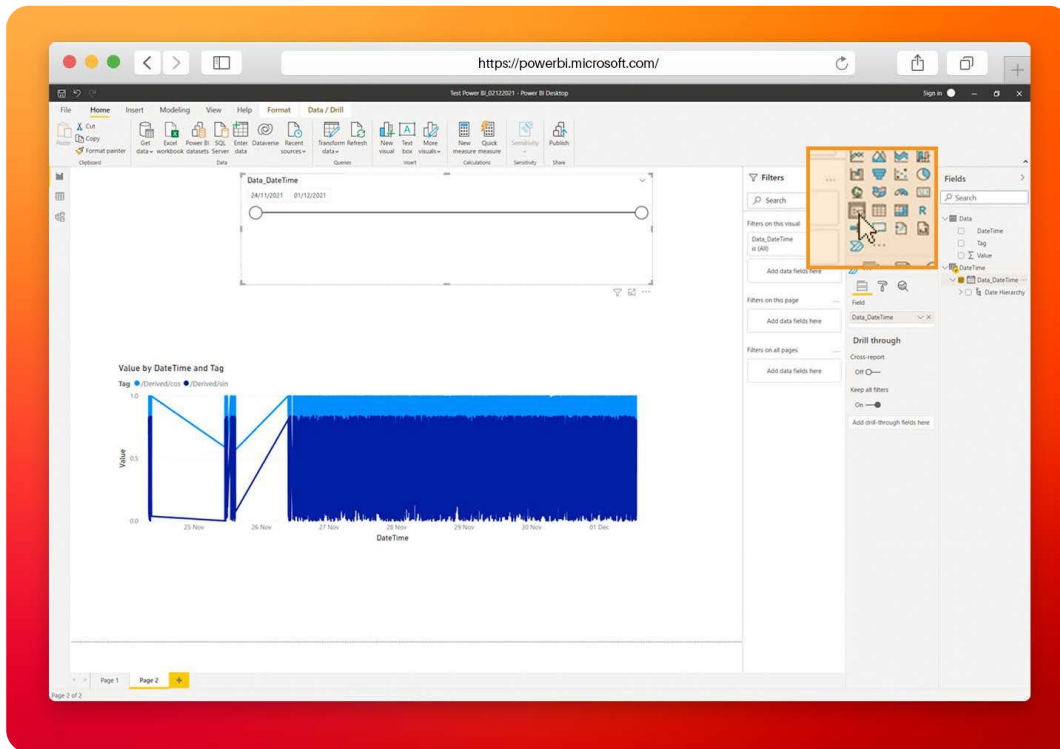 https://powerbi.microsoft.com/
Test Power BI_02122021 - Power BI Desktop
Sign in
File Home Insert Modeling View Help Format Data / Drill
Paste
Cut
Copy
Format painter
Clipboard
Get data
Excel workbook
Power BI datasets
SQL Server
Enter data
Dataverse
Recent sources
Data
Transform data
Refresh
Queries
New visual
Text box
More visuals
Insert
New measure
Quick measure
Calculations
Sensitivity
Sensitivity
Publish
Share
Data_DateTime
24/11/2021 01/12/2021
Value by DateTime and Tag
Tag /Derived/cos /Derived/sin
1.0
0.5
0.0
Value
25 Nov 26 Nov 27 Nov 28 Nov 29 Nov 30 Nov 01 Dec
DateTime
Filters
Search
Filters on this visual
Data_DateTime
is (All)
Add data fields here
Filters on this page
Add data fields here
Filters on all pages
Add data fields here
R
Field
Data_DateTime
Drill through
Cross-report
Off
Keep all filters
On
Add drill-through fields here
Fields
Search
Data
DateTime
Tag
Value
DateTime
Data_DateTime
Date Hierarchy
Page 1 Page 2
Page 2 of 2